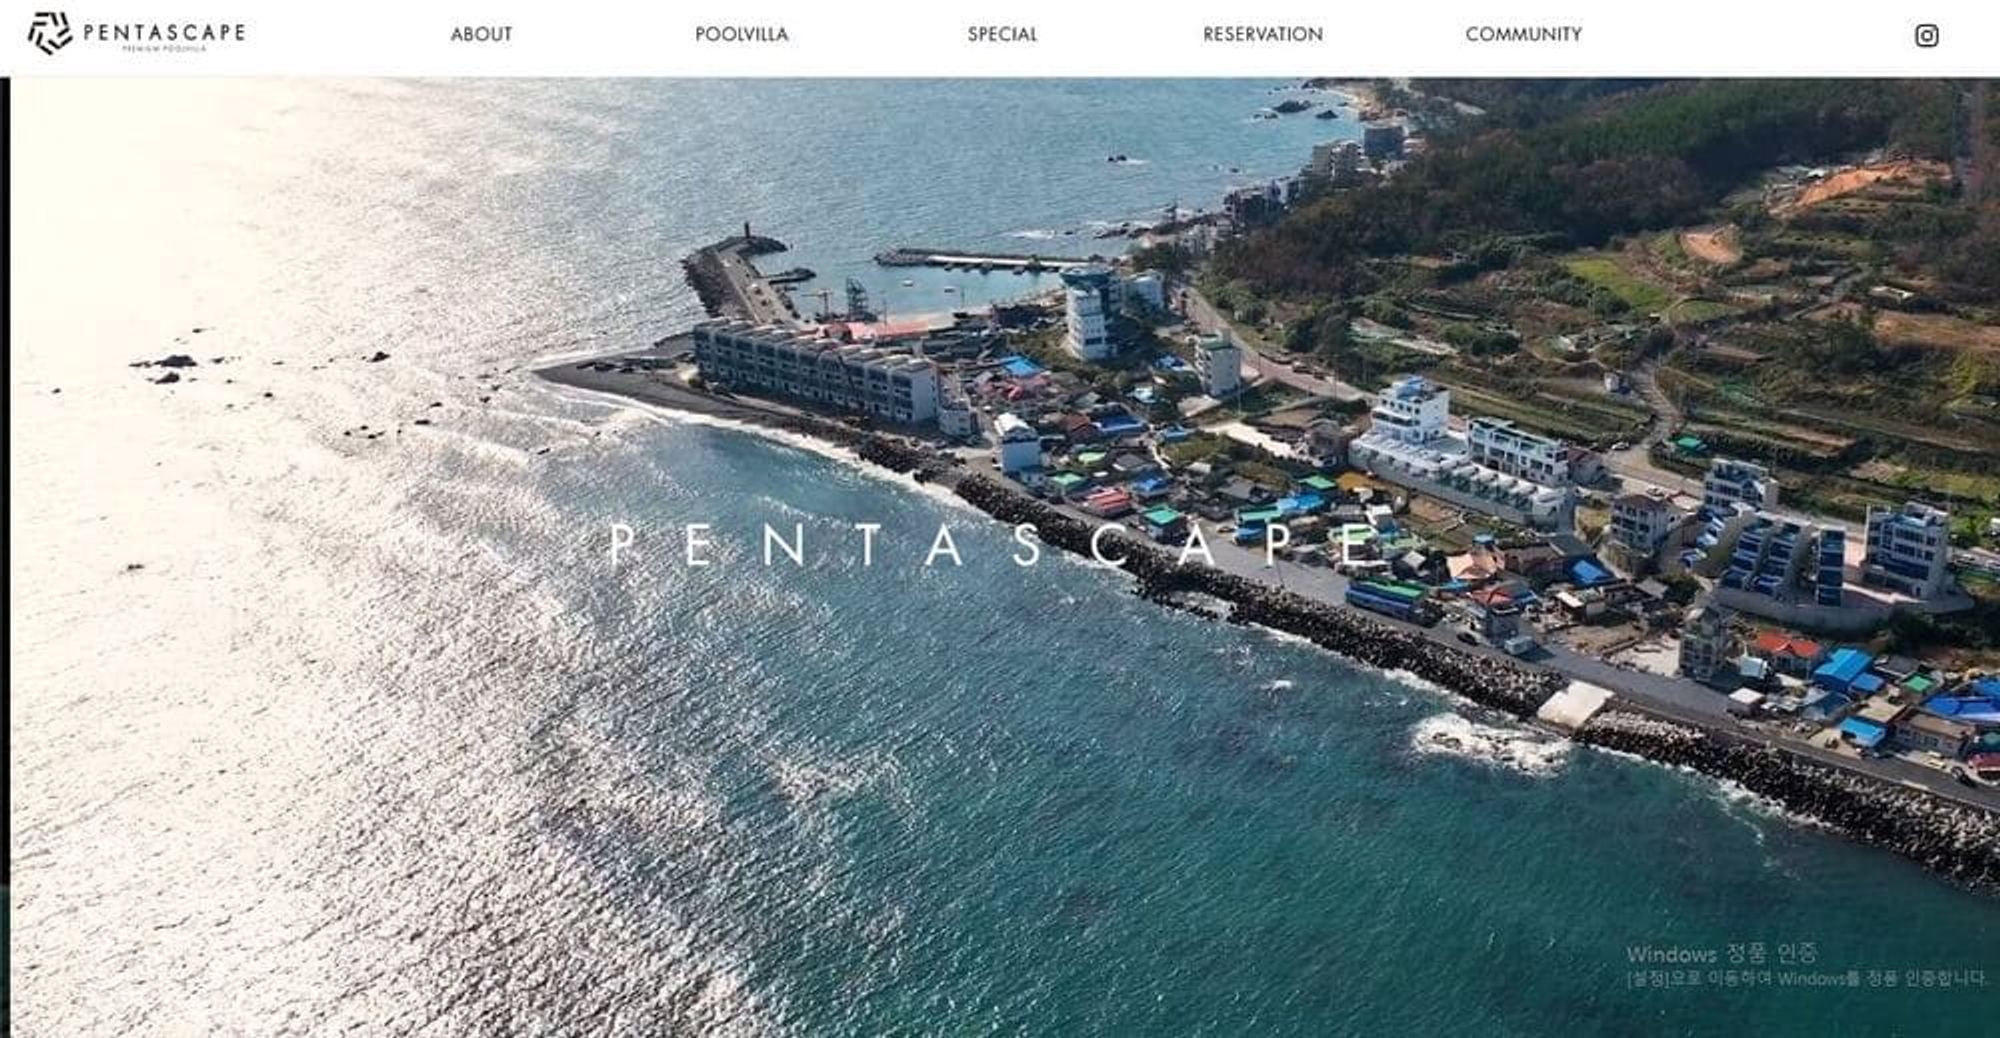 PENTASCAPE
PREMIUM POOLVILLA
ABOUT
POOLVILLA
SPECIAL
RESERVATION
COMMUNITY
PENTASCAPE
Windows 정품 인증
[설정]으로 이동하여 Windows를 정품 인증합니다.